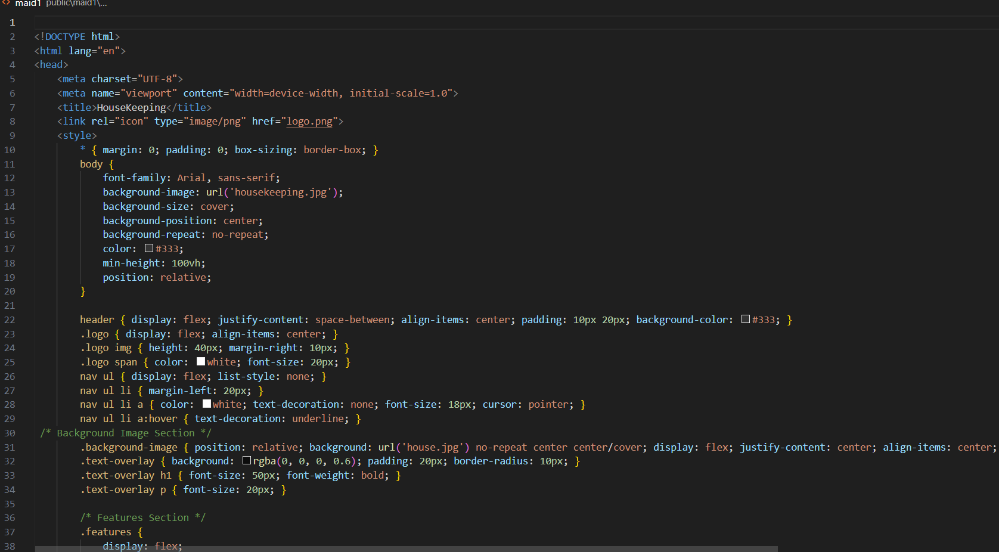 <> maid1 public\maid1\...
1
2 <!DOCTYPE html>
3 <html lang="en">
4 <head>
5 <meta charset="UTF-8">
6 <meta name="viewport" content="width=device-width, initial-scale=1.0">
7 <title>HouseKeeping</title>
8 <link rel="icon" type="image/png" href="logo.png">
9 <style>
10 * { margin: 0; padding: 0; box-sizing: border-box; }
11 body {
12 font-family: Arial, sans-serif;
13 background-image: url('housekeeping.jpg');
14 background-size: cover;
15 background-position: center;
16 background-repeat: no-repeat;
17 color: #333;
18 min-height: 100vh;
19 position: relative;
20 }
21
22 header { display: flex; justify-content: space-between; align-items: center; padding: 10px 20px; background-color: #333; }
23 .logo { display: flex; align-items: center; }
24 .logo img { height: 40px; margin-right: 10px; }
25 .logo span { color: white; font-size: 20px; }
26 nav ul { display: flex; list-style: none; }
27 nav ul li { margin-left: 20px; }
28 nav ul li a { color: white; text-decoration: none; font-size: 18px; cursor: pointer; }
29 nav ul li a:hover { text-decoration: underline; }
30 /* Background Image Section */
31 .background-image { position: relative; background: url('house.jpg') no-repeat center center/cover; display: flex; justify-content: center; align-items: center;
32 .text-overlay { background: rgba(0, 0, 0, 0.6); padding: 20px; border-radius: 10px; }
33 .text-overlay h1 { font-size: 50px; font-weight: bold; }
34 .text-overlay p { font-size: 20px; }
35
36 /* Features Section */
37 .features {
38 display: flex;